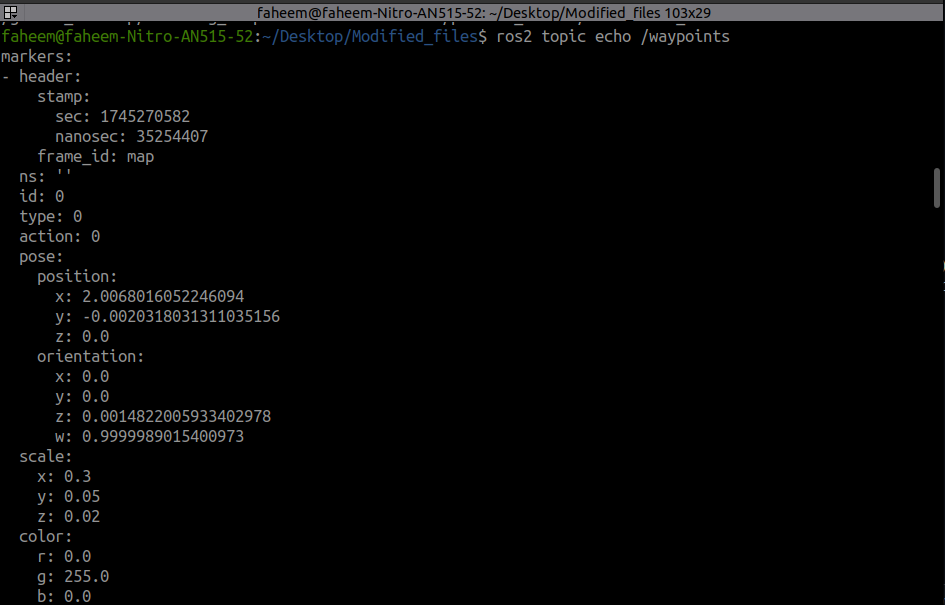 faheem@faheem-Nitro-AN515-52: ~/Desktop/Modified_files 103x29
faheem@faheem-Nitro-AN515-52:~/Desktop/Modified_files$ ros2 topic echo /waypoints
markers:
- header:
    stamp:
      sec: 1745270582
      nanosec: 35254407
    frame_id: map
  ns: ''
  id: 0
  type: 0
  action: 0
  pose:
    position:
      x: 2.0068016052246094
      y: -0.0020318031311035156
      z: 0.0
    orientation:
      x: 0.0
      y: 0.0
      z: 0.0014822005933402978
      w: 0.9999989015400973
  scale:
    x: 0.3
    y: 0.05
    z: 0.02
  color:
    r: 0.0
    g: 255.0
    b: 0.0